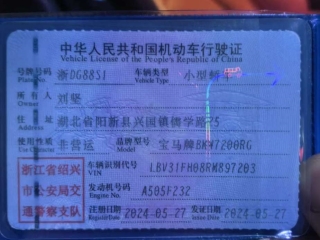 中华人民共和国机动车行驶证
Vehicle License of the People's Republic of China
号牌号码 Plate No. 浙DG88S1 车辆类型 Vehicle Type 小型轿车
所有人 Owner 刘坚
住址 Address 湖北省阳新县兴国镇儒学路25
使用性质 Use Character 非营运 品牌型号 Model 宝马牌BMW7200RG
浙江省绍兴市公安局交通警察支队
车辆识别代号 VIN LBV31FH08RM897203
发动机号码 Engine No. A505F232
注册日期 Register Date 2024-05-27 发证日期 Issue Date 2024-05-27